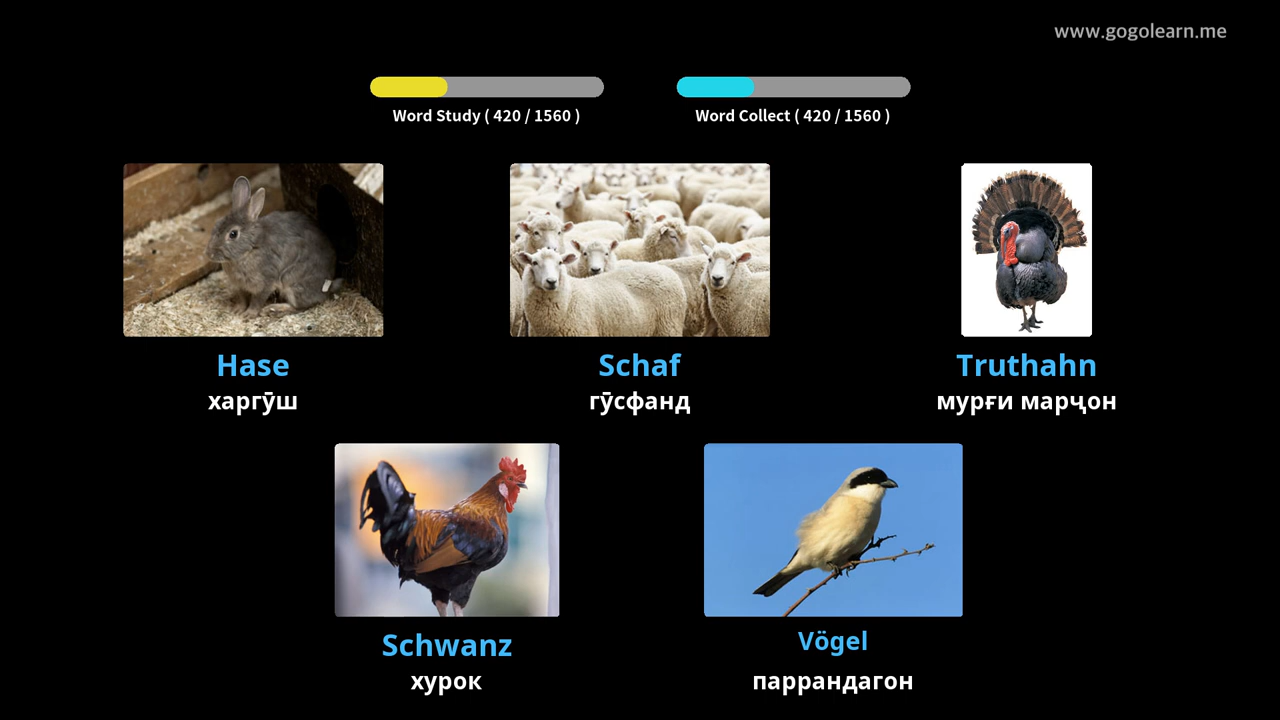 www.gogolearn.me
Word Study ( 420 / 1560 )
Word Collect ( 420 / 1560 )
Hase
харгӯш
Schaf
гӯсфанд
Truthahn
мурғи марҷон
Schwanz
хурок
Vögel
паррандагон